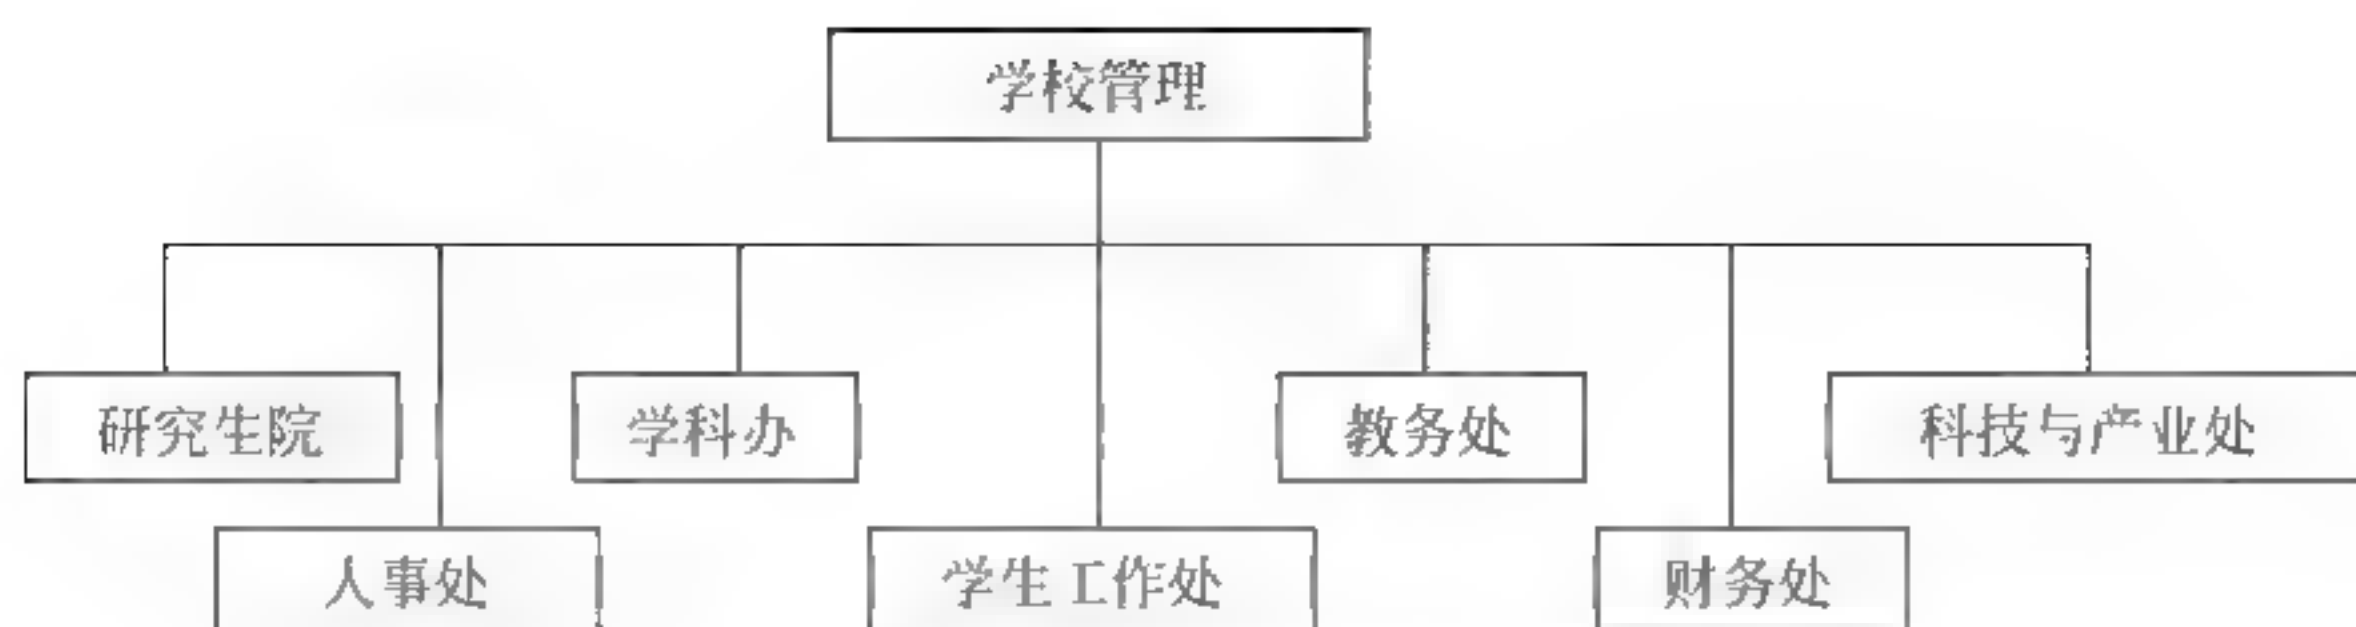 学校管理
研究生院
学科办
教务处
科技与产业处
人事处
学生工作处
财务处